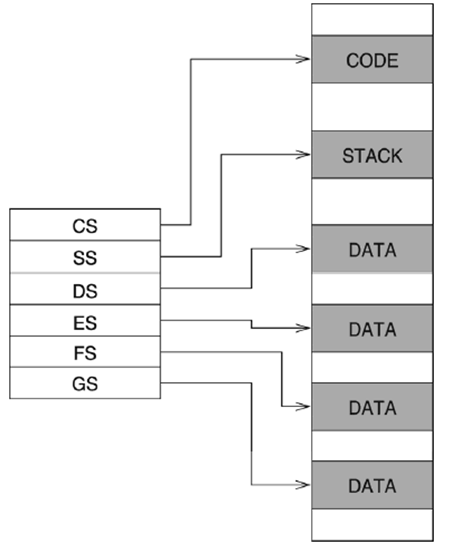 CS
SS
DS
ES
FS
GS
CODE
STACK
DATA
DATA
DATA
DATA